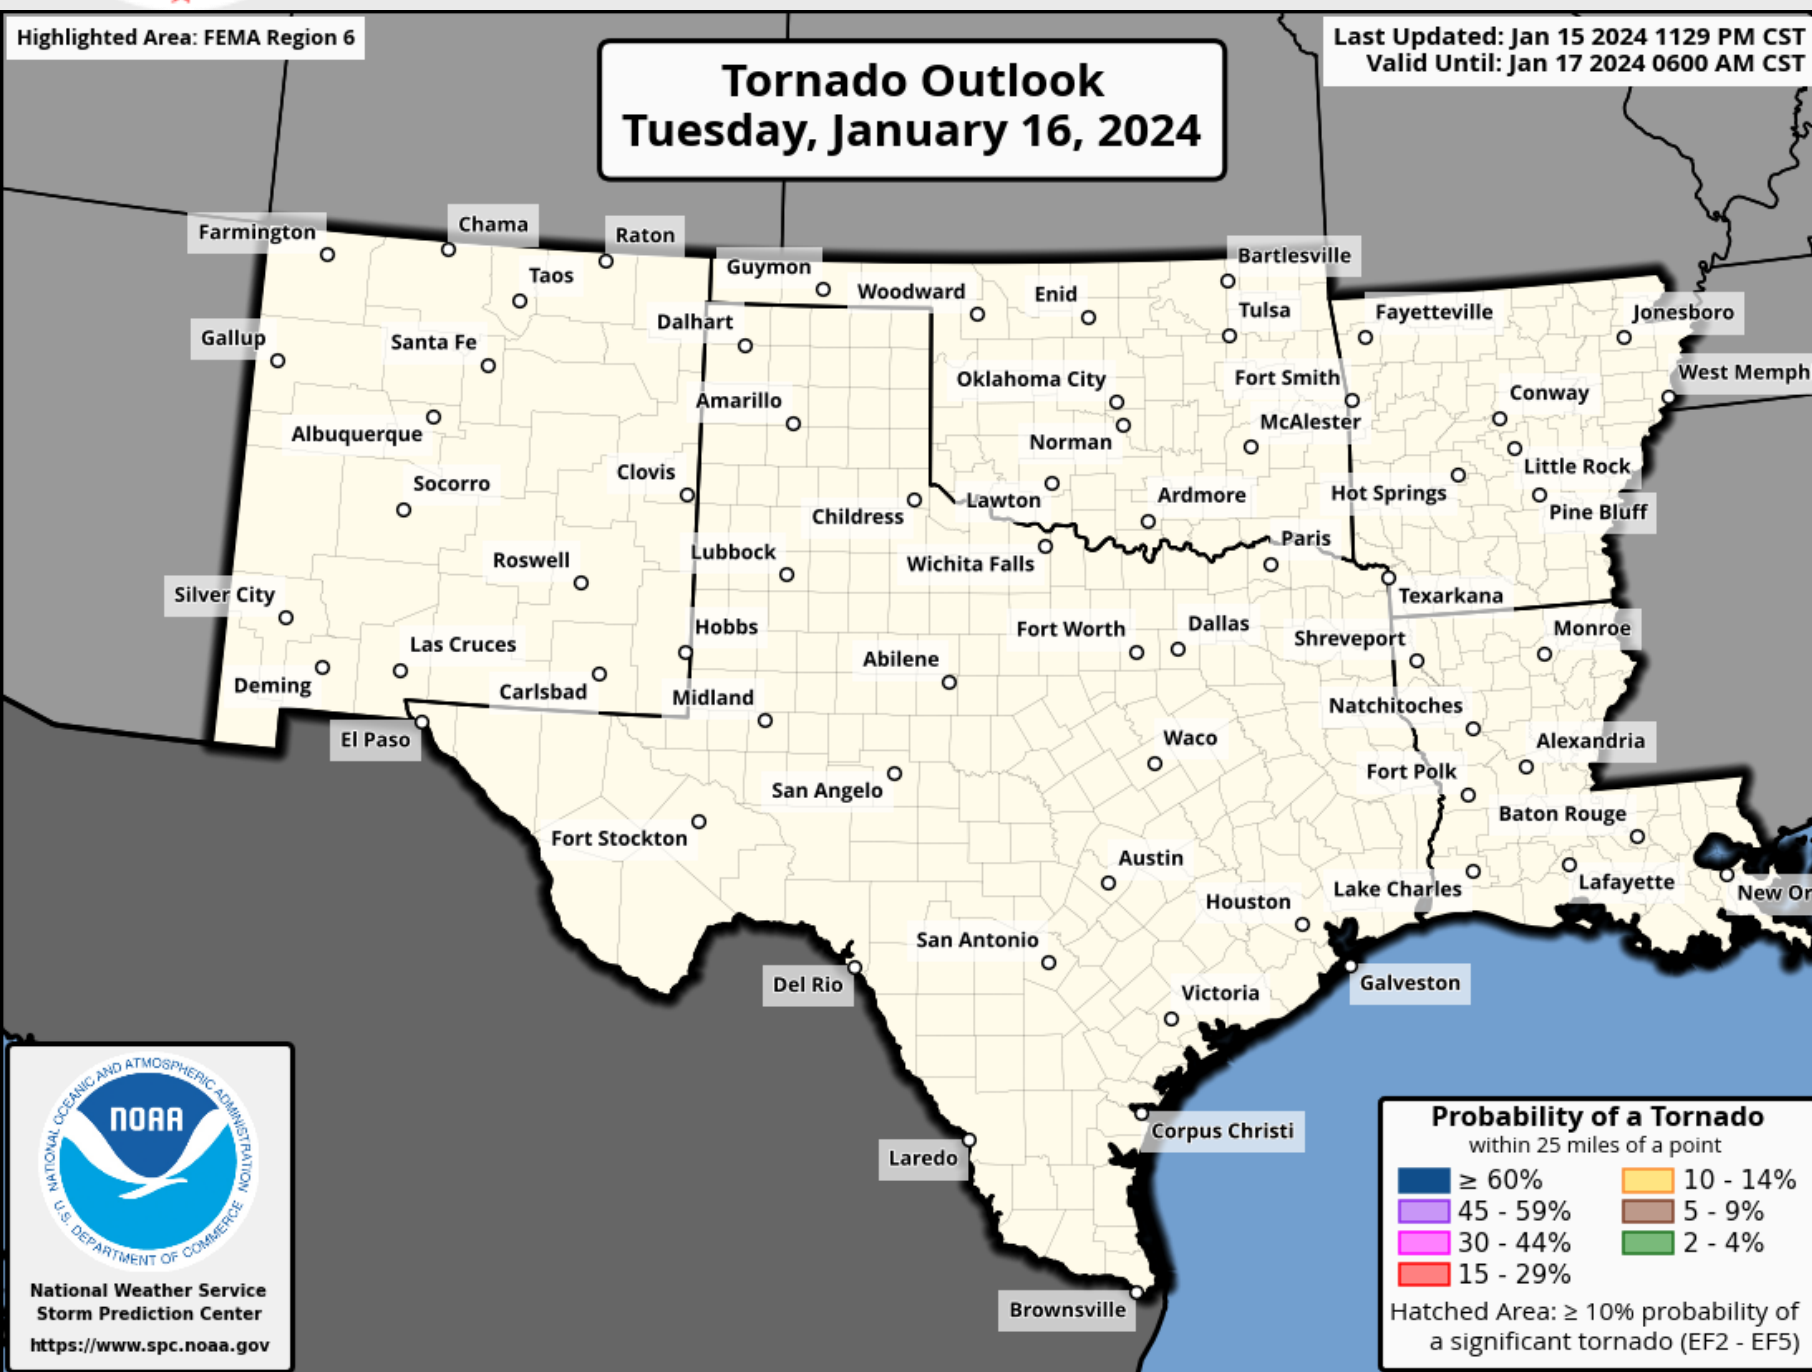 Highlighted Area: FEMA Region 6
Last Updated: Jan 15 2024 1129 PM CST
Valid Until: Jan 17 2024 0600 AM CST
Tornado Outlook
Tuesday, January 16, 2024
Farmington
Chama
Raton
Taos
Guymon
Woodward
Enid
Bartlesville
Tulsa
Fayetteville
Jonesboro
Gallup
Santa Fe
Dalhart
Oklahoma City
Fort Smith
Conway
West Memph
Albuquerque
Amarillo
Norman
McAlester
Little Rock
Socorro
Clovis
Childress
Lawton
Ardmore
Hot Springs
Pine Bluff
Roswell
Lubbock
Wichita Falls
Paris
Texarkana
Silver City
Las Cruces
Hobbs
Fort Worth
Dallas
Shreveport
Monroe
Deming
Carlsbad
Midland
Abilene
Natchitoches
El Paso
Waco
Alexandria
San Angelo
Fort Polk
Fort Stockton
Baton Rouge
Austin
Lake Charles
Lafayette
New Or
Houston
San Antonio
Del Rio
Victoria
Galveston
Corpus Christi
Laredo
Brownsville
NATIONAL OCEANIC AND ATMOSPHERIC ADMINISTRATION
NOAA
U.S. DEPARTMENT OF COMMERCE
National Weather Service
Storm Prediction Center
https://www.spc.noaa.gov
Probability of a Tornado
within 25 miles of a point
≥ 60%
10 - 14%
45 - 59%
5 - 9%
30 - 44%
2 - 4%
15 - 29%
Hatched Area: ≥ 10% probability of
a significant tornado (EF2 - EF5)